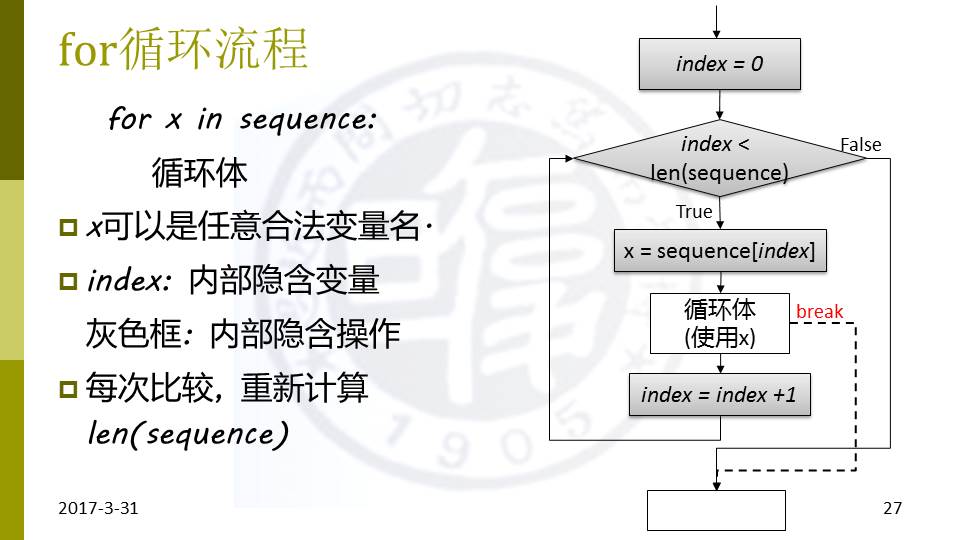 for循环流程
for x in sequence:
循环体
x可以是任意合法变量名·
index: 内部隐含变量
灰色框: 内部隐含操作
每次比较, 重新计算
len(sequence)
index = 0
index <
len(sequence)
False
True
x = sequence[index]
循环体
(使用x)
break
index = index +1
2017-3-31
27
1905